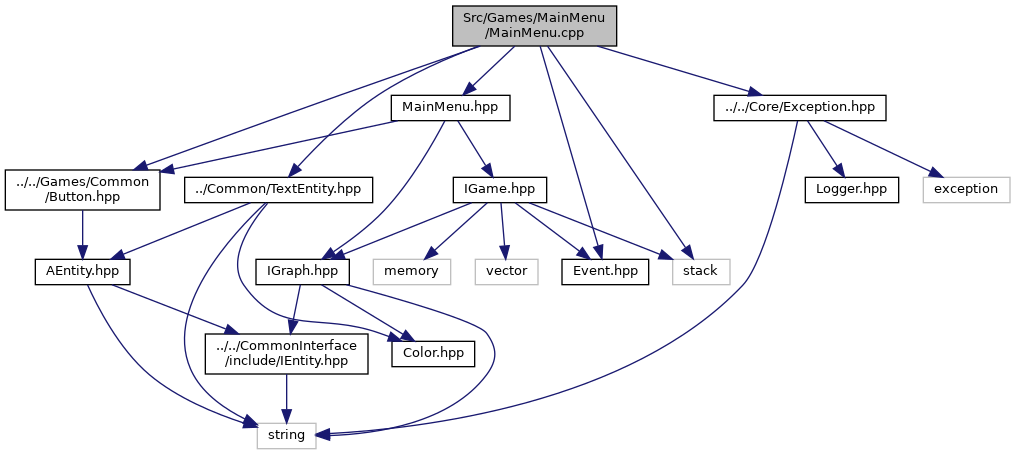 Src/Games/MainMenu
/MainMenu.cpp
MainMenu.hpp
../../Core/Exception.hpp
../../Games/Common
/Button.hpp
../Common/TextEntity.hpp
IGame.hpp
Logger.hpp
exception
AEntity.hpp
IGraph.hpp
memory
vector
Event.hpp
stack
../../CommonInterface
/include/IEntity.hpp
Color.hpp
string